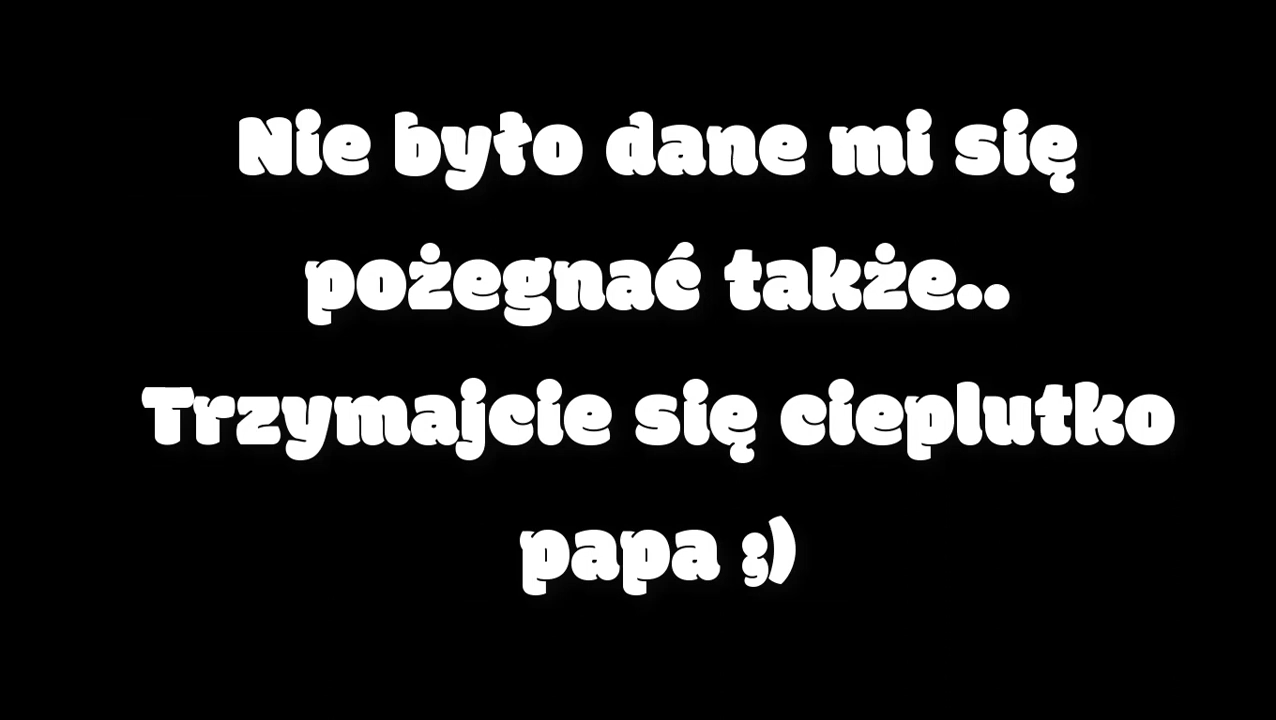 Nie było dane mi się
pożegnać także..
Trzymajcie się cieplutko
papa ;)